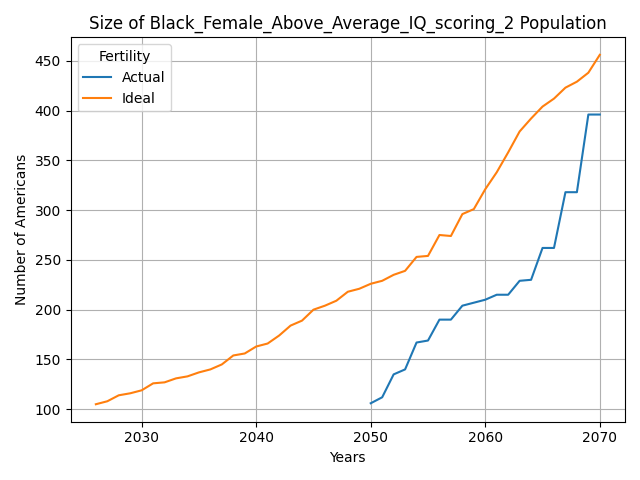 Size of Black_Female_Above_Average_IQ_scoring_2 Population
Fertility
Actual
Ideal
Number of Americans
450
400
350
300
250
200
150
100
2030 2040 2050 2060 2070
Years